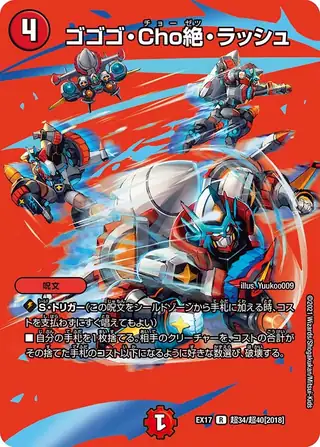 4
チョー ゼツ
ゴゴゴ・Cho絶・ラッシュ
呪文
illus. Yuukoo009
S・トリガー(この呪文をシールドゾーンから手札に加える時、コス
トを支払わずにすぐ唱えてもよい)
■ 自分の手札を1枚捨てる。相手のクリーチャーを、コストの合計が
その捨てた手札のコスト以下になるように好きな数選び、破壊する。
©2021 Wizards/Shogakukan/Mitsui-Kids
EX17 R 超34/超40[2018]